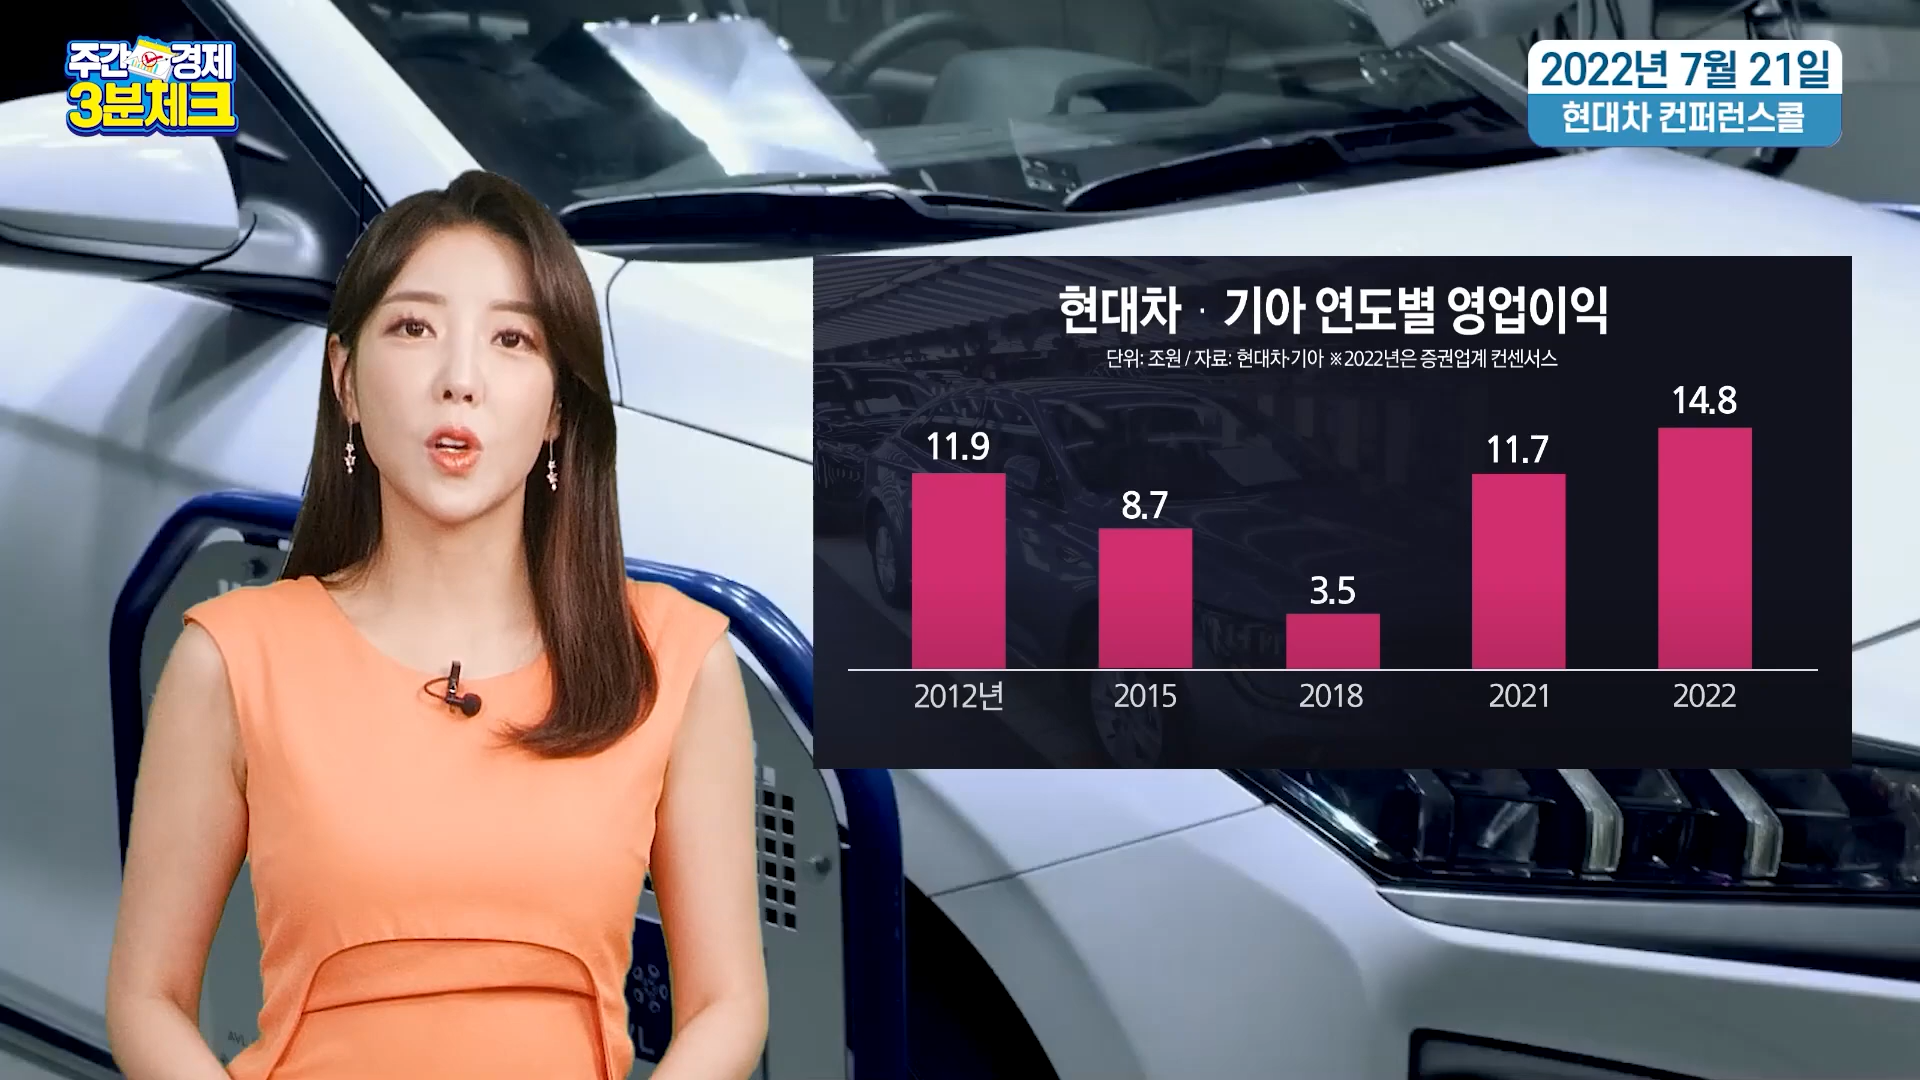 주간 경제
3분체크
2022년 7월 21일
현대차 컨퍼런스콜
현대차 · 기아 연도별 영업이익
단위: 조원 / 자료: 현대차·기아 ※2022년은 증권업계 컨센서스
11.9
8.7
3.5
11.7
14.8
2012년
2015
2018
2021
2022